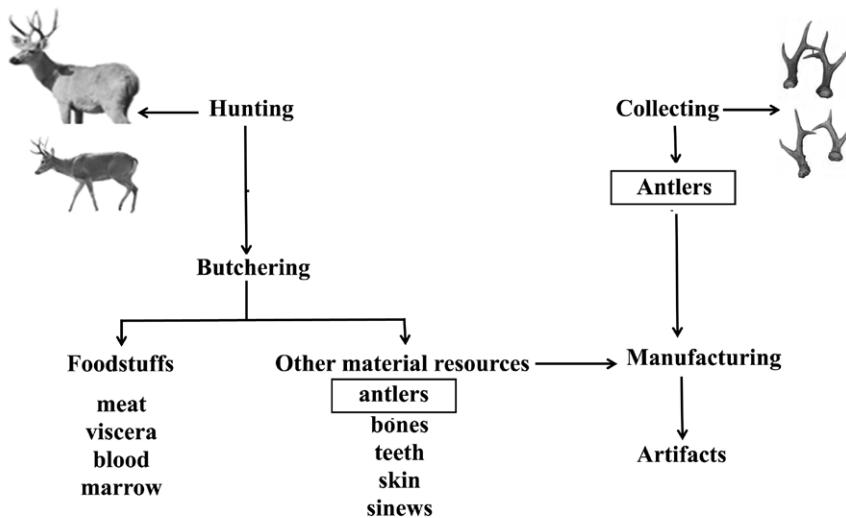 Hunting
Collecting
Antlers
Butchering
Foodstuffs
meat
viscera
blood
marrow
Other material resources
antlers
bones
teeth
skin
sinews
Manufacturing
Artifacts